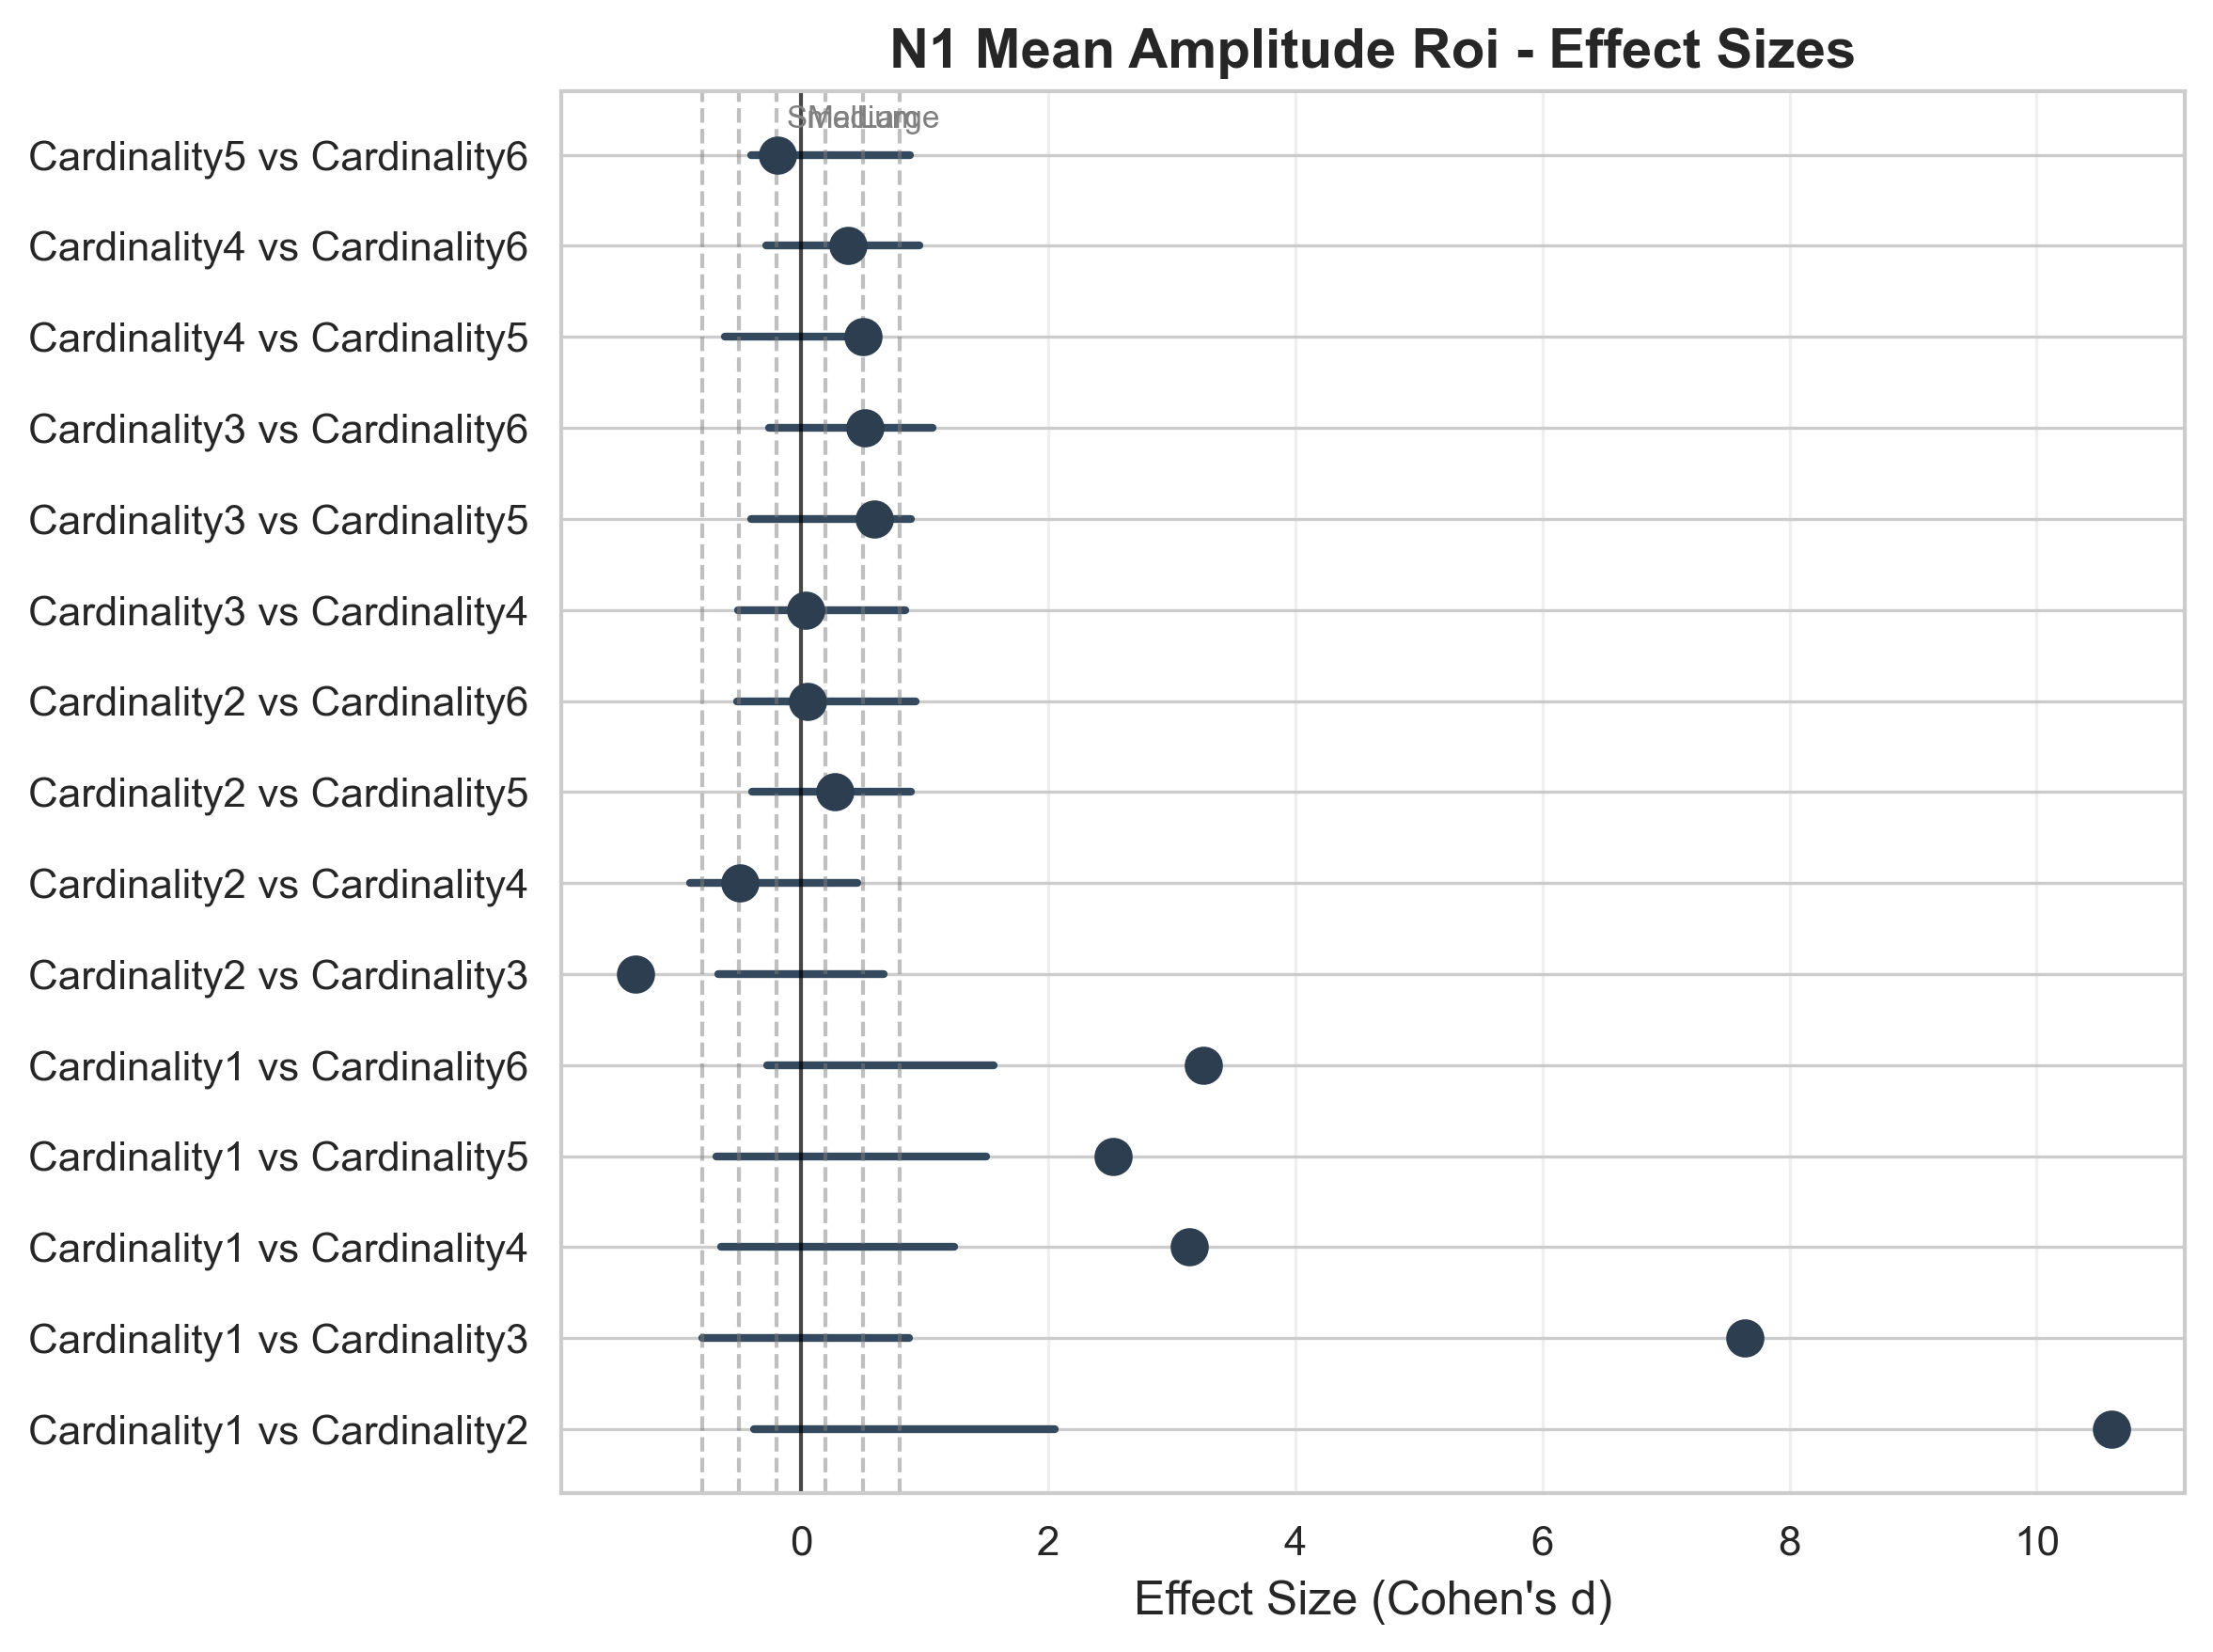 N1 Mean Amplitude Roi - Effect Sizes
Small Medium Large
Cardinality5 vs Cardinality6
Cardinality4 vs Cardinality6
Cardinality4 vs Cardinality5
Cardinality3 vs Cardinality6
Cardinality3 vs Cardinality5
Cardinality3 vs Cardinality4
Cardinality2 vs Cardinality6
Cardinality2 vs Cardinality5
Cardinality2 vs Cardinality4
Cardinality2 vs Cardinality3
Cardinality1 vs Cardinality6
Cardinality1 vs Cardinality5
Cardinality1 vs Cardinality4
Cardinality1 vs Cardinality3
Cardinality1 vs Cardinality2
0 2 4 6 8 10
Effect Size (Cohen's d)